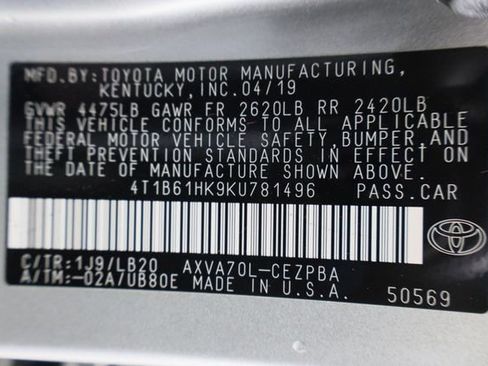 MFD.BY:TOYOTA MOTOR MANUFACTURING,
KENTUCKY,INC.04/19
GVWR 4475LB GAWR FR 2620LB RR 2420LB
THIS VEHICLE CONFORMS TO ALL APPLICABLE
FEDERAL MOTOR VEHICLE SAFETY,BUMPER,AND
THEFT PREVENTION STANDARDS IN EFFECT ON
THE DATE OF MANUFACTURE SHOWN ABOVE.
4T1B61HK9KU781496 PASS.CAR
C/TR:1J9/LB20 AXVA70L-CEZPBA
A/TM:-02A/UB80E MADE IN U.S.A. 50569